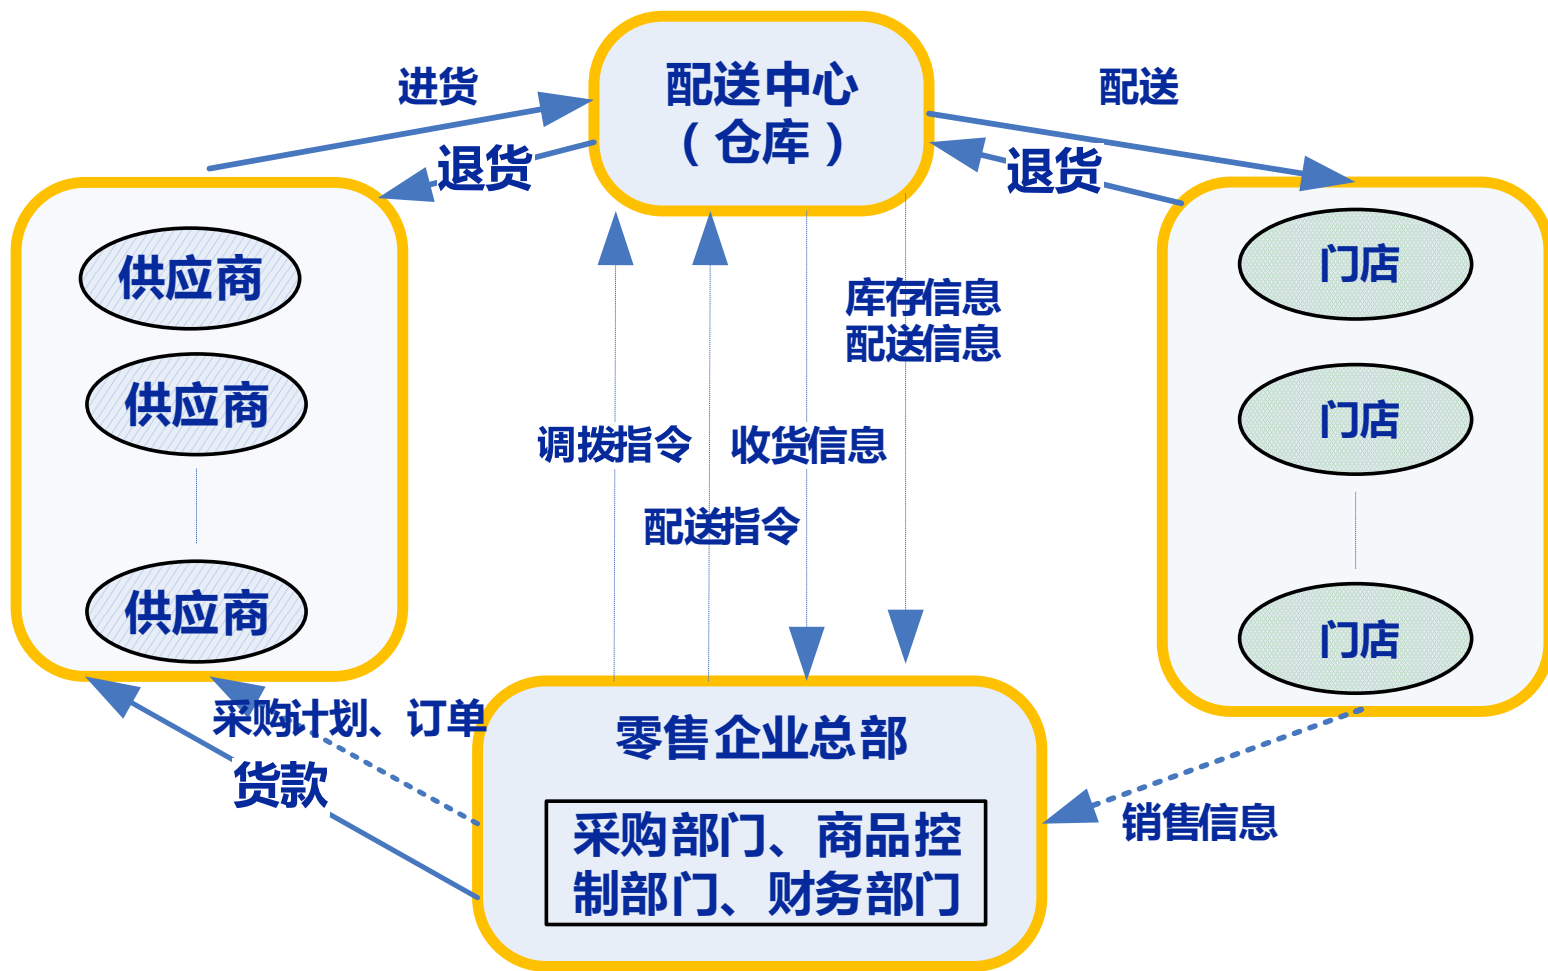 进货
配送中心
（仓库）
配送
退货
退货
供应商
供应商
供应商
门店
门店
门店
库存信息
配送信息
调拨指令
收货信息
配送指令
采购计划、订单
货款
零售企业总部
采购部门、商品控
制部门、财务部门
销售信息